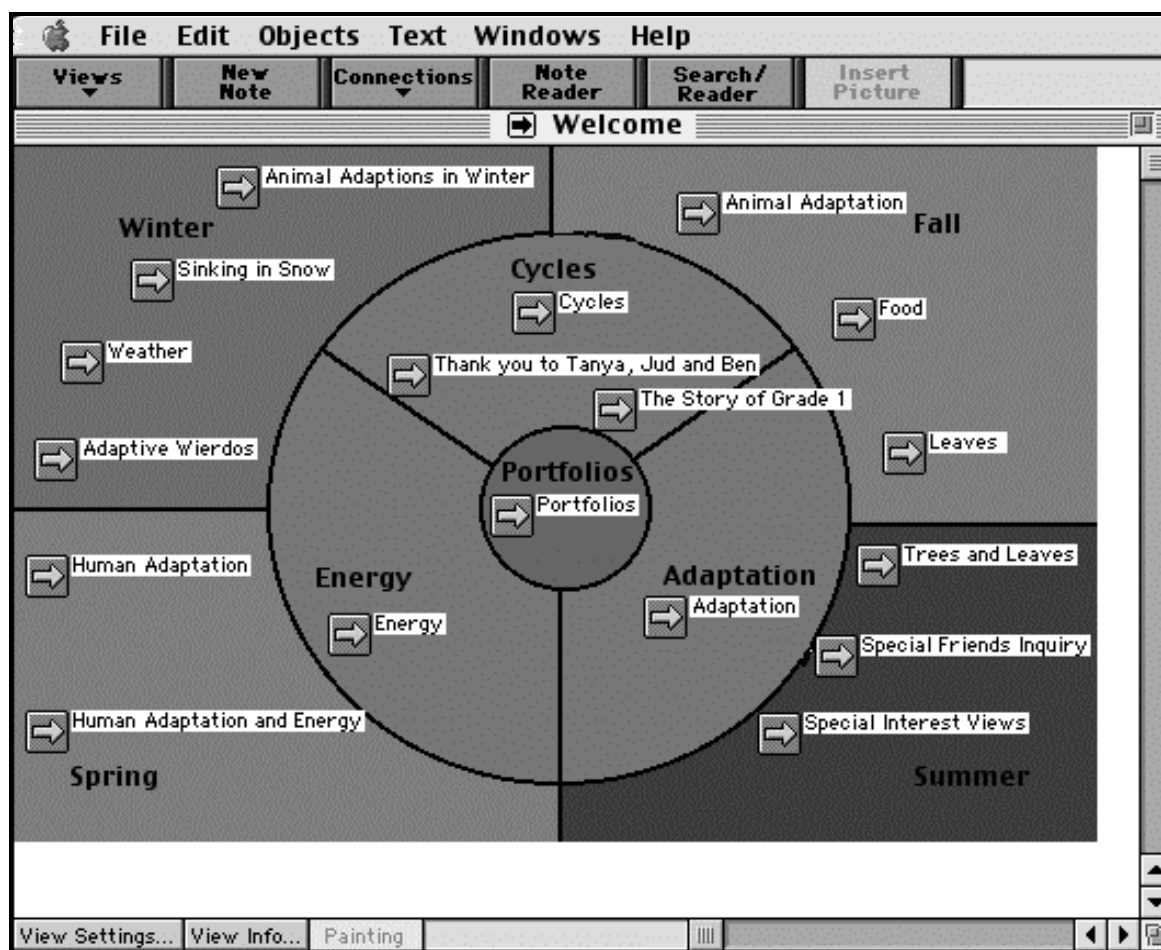 File Edit Objects Text Windows Help
Views
New
Note
Connections
Note
Reader
Search/
Reader
Insert
Picture
Welcome
Animal Adaptions in Winter
Winter
Sinking in Snow
Weather
Adaptive Wierdos
Animal Adaptation
Fall
Food
Leaves
Cycles
Cycles
Thank you to Tanya, Jud and Ben
The Story of Grade 1
Portfolios
Portfolios
Energy
Energy
Adaptation
Adaptation
Human Adaptation
Human Adaptation and Energy
Spring
Trees and Leaves
Special Friends Inquiry
Special Interest Views
Summer
View Settings... View Info... Painting